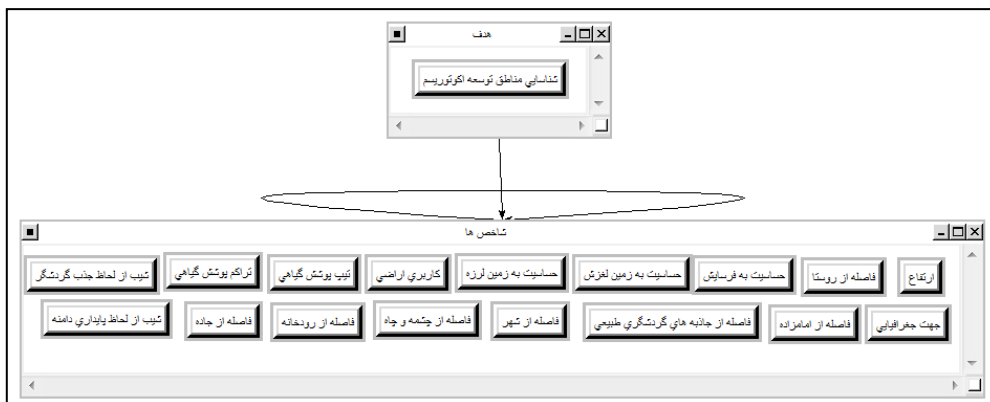 هدف
شناسايي مناطق توسعه اكوتوريسم
شاخص ها
ارتفاع
فاصله از روستا
حساسيت به فرسايش
حساسيت به زمين لغزش
حساسيت به زمين لرزه
كاربري اراضي
تيپ پوشش گياهي
تراكم پوشش گياهي
شيب از لحاظ جذب گردشگر
جهت جغرافيايي
فاصله از امامزاده
فاصله از جاذبه هاي گردشگري طبيعي
فاصله از شهر
فاصله از چشمه و چاه
فاصله از رودخانه
فاصله از جاده
شيب از لحاظ پايداري دامنه